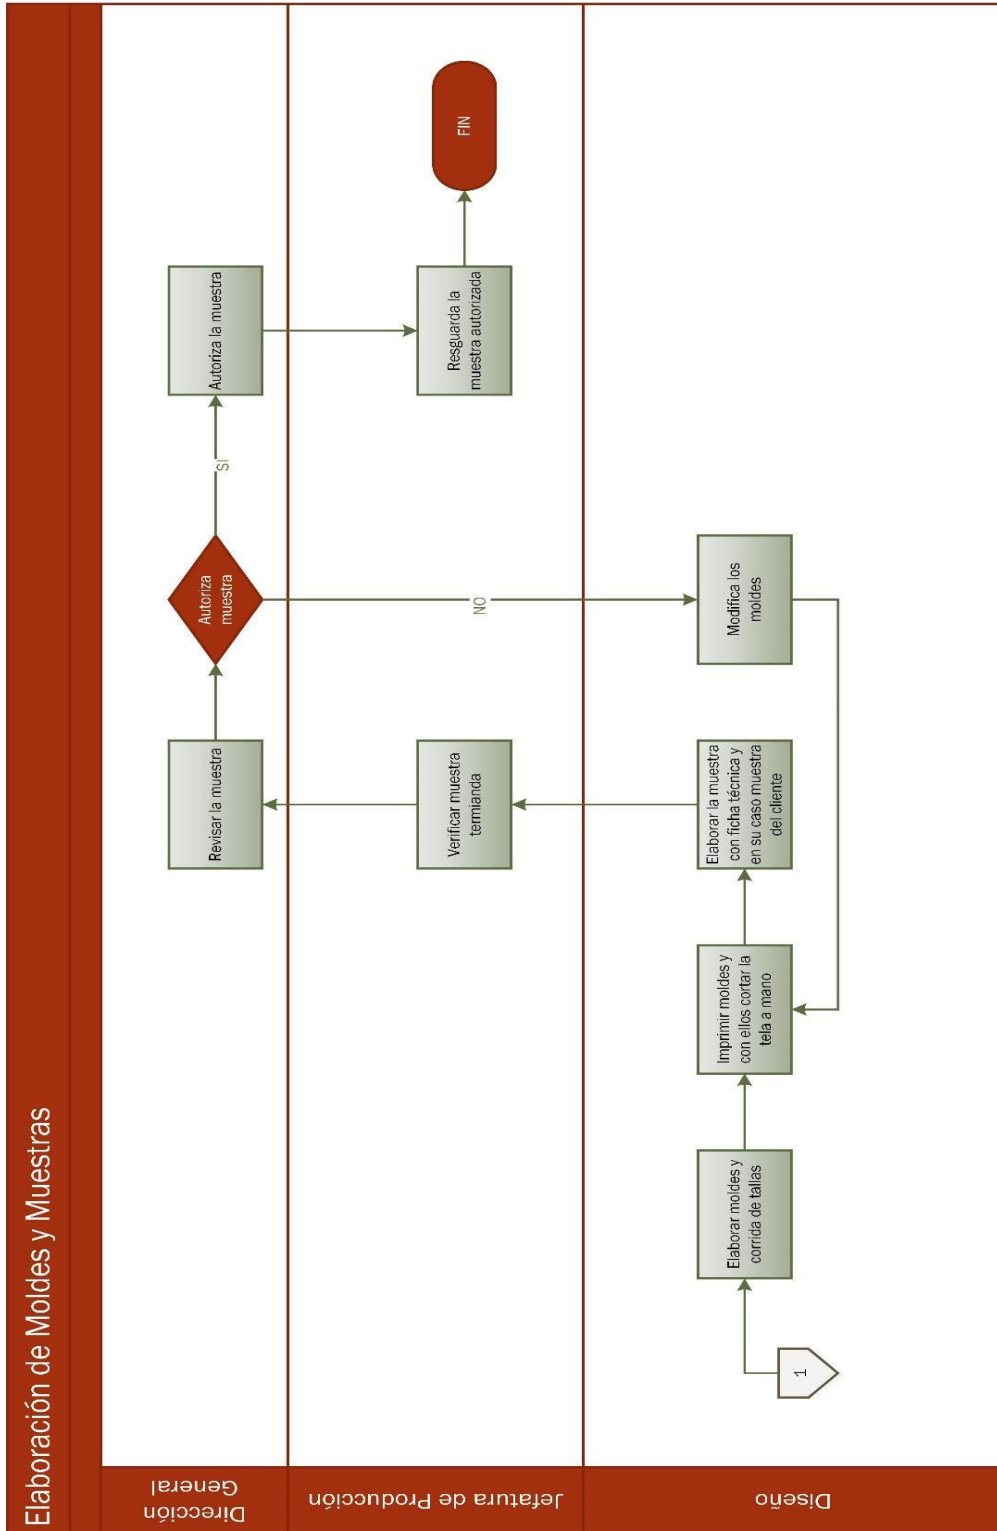 Elaboración de Moldes y Muestras
Dirección
General
Revisar la muestra
Autoriza
muestra
SI
Autoriza la muestra
NO
Jefatura de Producción
Verificar muestra
termianda
Resguarda la
muestra autorizada
FIN
Diseño
1
Elaborar moldes y
corrida de tallas
Imprimir moldes y
con ellos cortar la
tela a mano
Elaborar la muestra
con ficha técnica y
en su caso muestra
del cliente
Modifica los
moldes